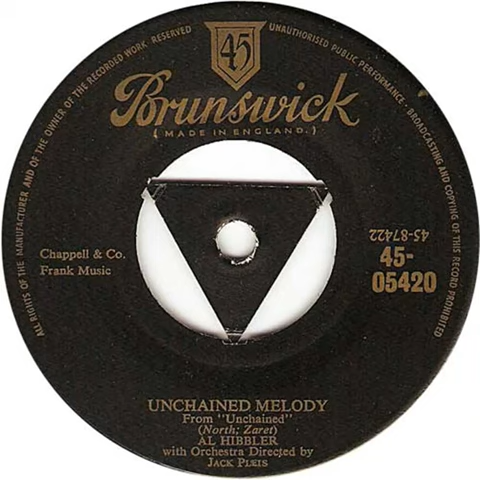 ALL RIGHTS OF THE MANUFACTURER AND OF THE OWNER OF THE RECORDED WORK RESERVED
UNAUTHORISED PUBLIC PERFORMANCE - BROADCASTING AND COPYING OF THIS RECORD PROHIBITED
45
Brunswick
(MADE IN ENGLAND.)
Chappell & Co.
Frank Music
45-87422
45-
05420
UNCHAINED MELODY
From "Unchained"
(North; Zaret)
AL HIBBLER
with Orchestra Directed by
JACK PLEIS